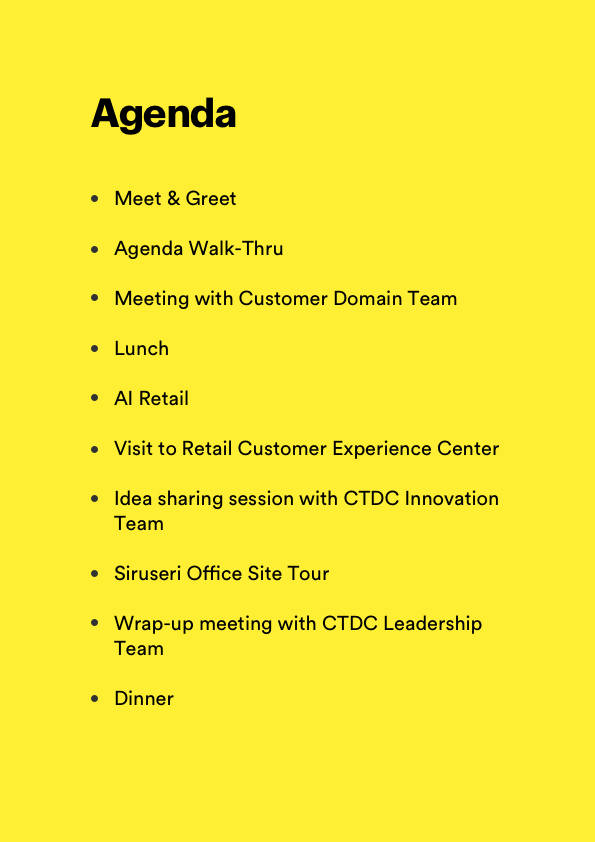 Agenda
• Meet & Greet
• Agenda Walk-Thru
• Meeting with Customer Domain Team
• Lunch
• AI Retail
• Visit to Retail Customer Experience Center
• Idea sharing session with CTDC Innovation
Team
• Siruseri Office Site Tour
• Wrap-up meeting with CTDC Leadership
Team
• Dinner